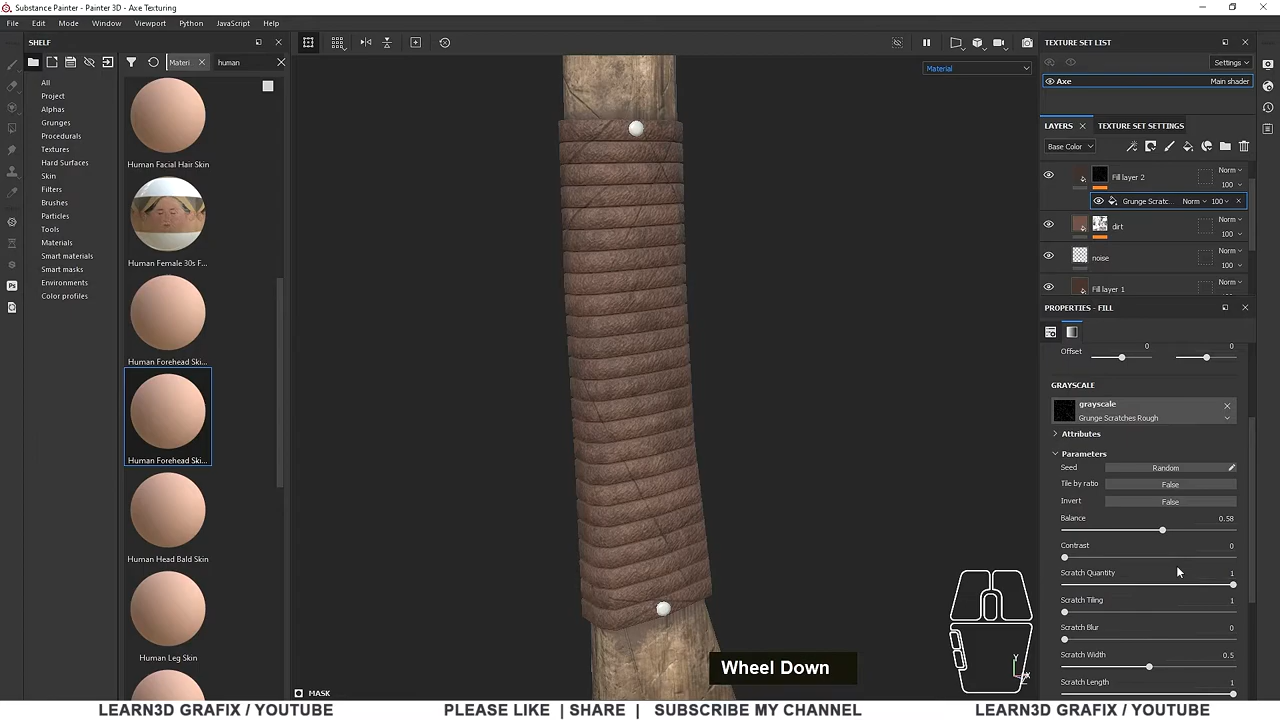 Substance Painter - Painter 3D - Axe Texturing
File Edit Mode Window Viewport Python JavaScript Help
SHELF
Materi
human
All
Project
Alphas
Grunges
Procedurals
Textures
Hard Surfaces
Skin
Filters
Brushes
Particles
Tools
Materials
Smart materials
Smart masks
Environments
Color profiles
Ps
Human Facial Hair Skin
Human Female 30s F...
Human Forehead Ski...
Human Forehead Ski...
Human Head Bald Skin
Human Leg Skin
Material
MASK
Wheel Down
Y
TEXTURE SET LIST
Settings
Axe
Main shader
LAYERS
TEXTURE SET SETTINGS
Base Color
Fill layer 2
Norm
100
Grunge Scratc...
Norm
100
dirt
Norm
100
noise
Norm
100
Fill layer 1
Norm
PROPERTIES - FILL
Offset
0
0
GRAYSCALE
grayscale
Grunge Scratches Rough
Attributes
Parameters
Seed
Random
Tile by ratio
False
Invert
False
Balance
0.58
Contrast
0
Scratch Quantity
1
Scratch Tiling
1
Scratch Blur
0
Scratch Width
0.5
Scratch Length
1
LEARN3D GRAFIX / YOUTUBE
PLEASE LIKE | SHARE | SUBSCRIBE MY CHANNEL
LEARN3D GRAFIX / YOUTUBE